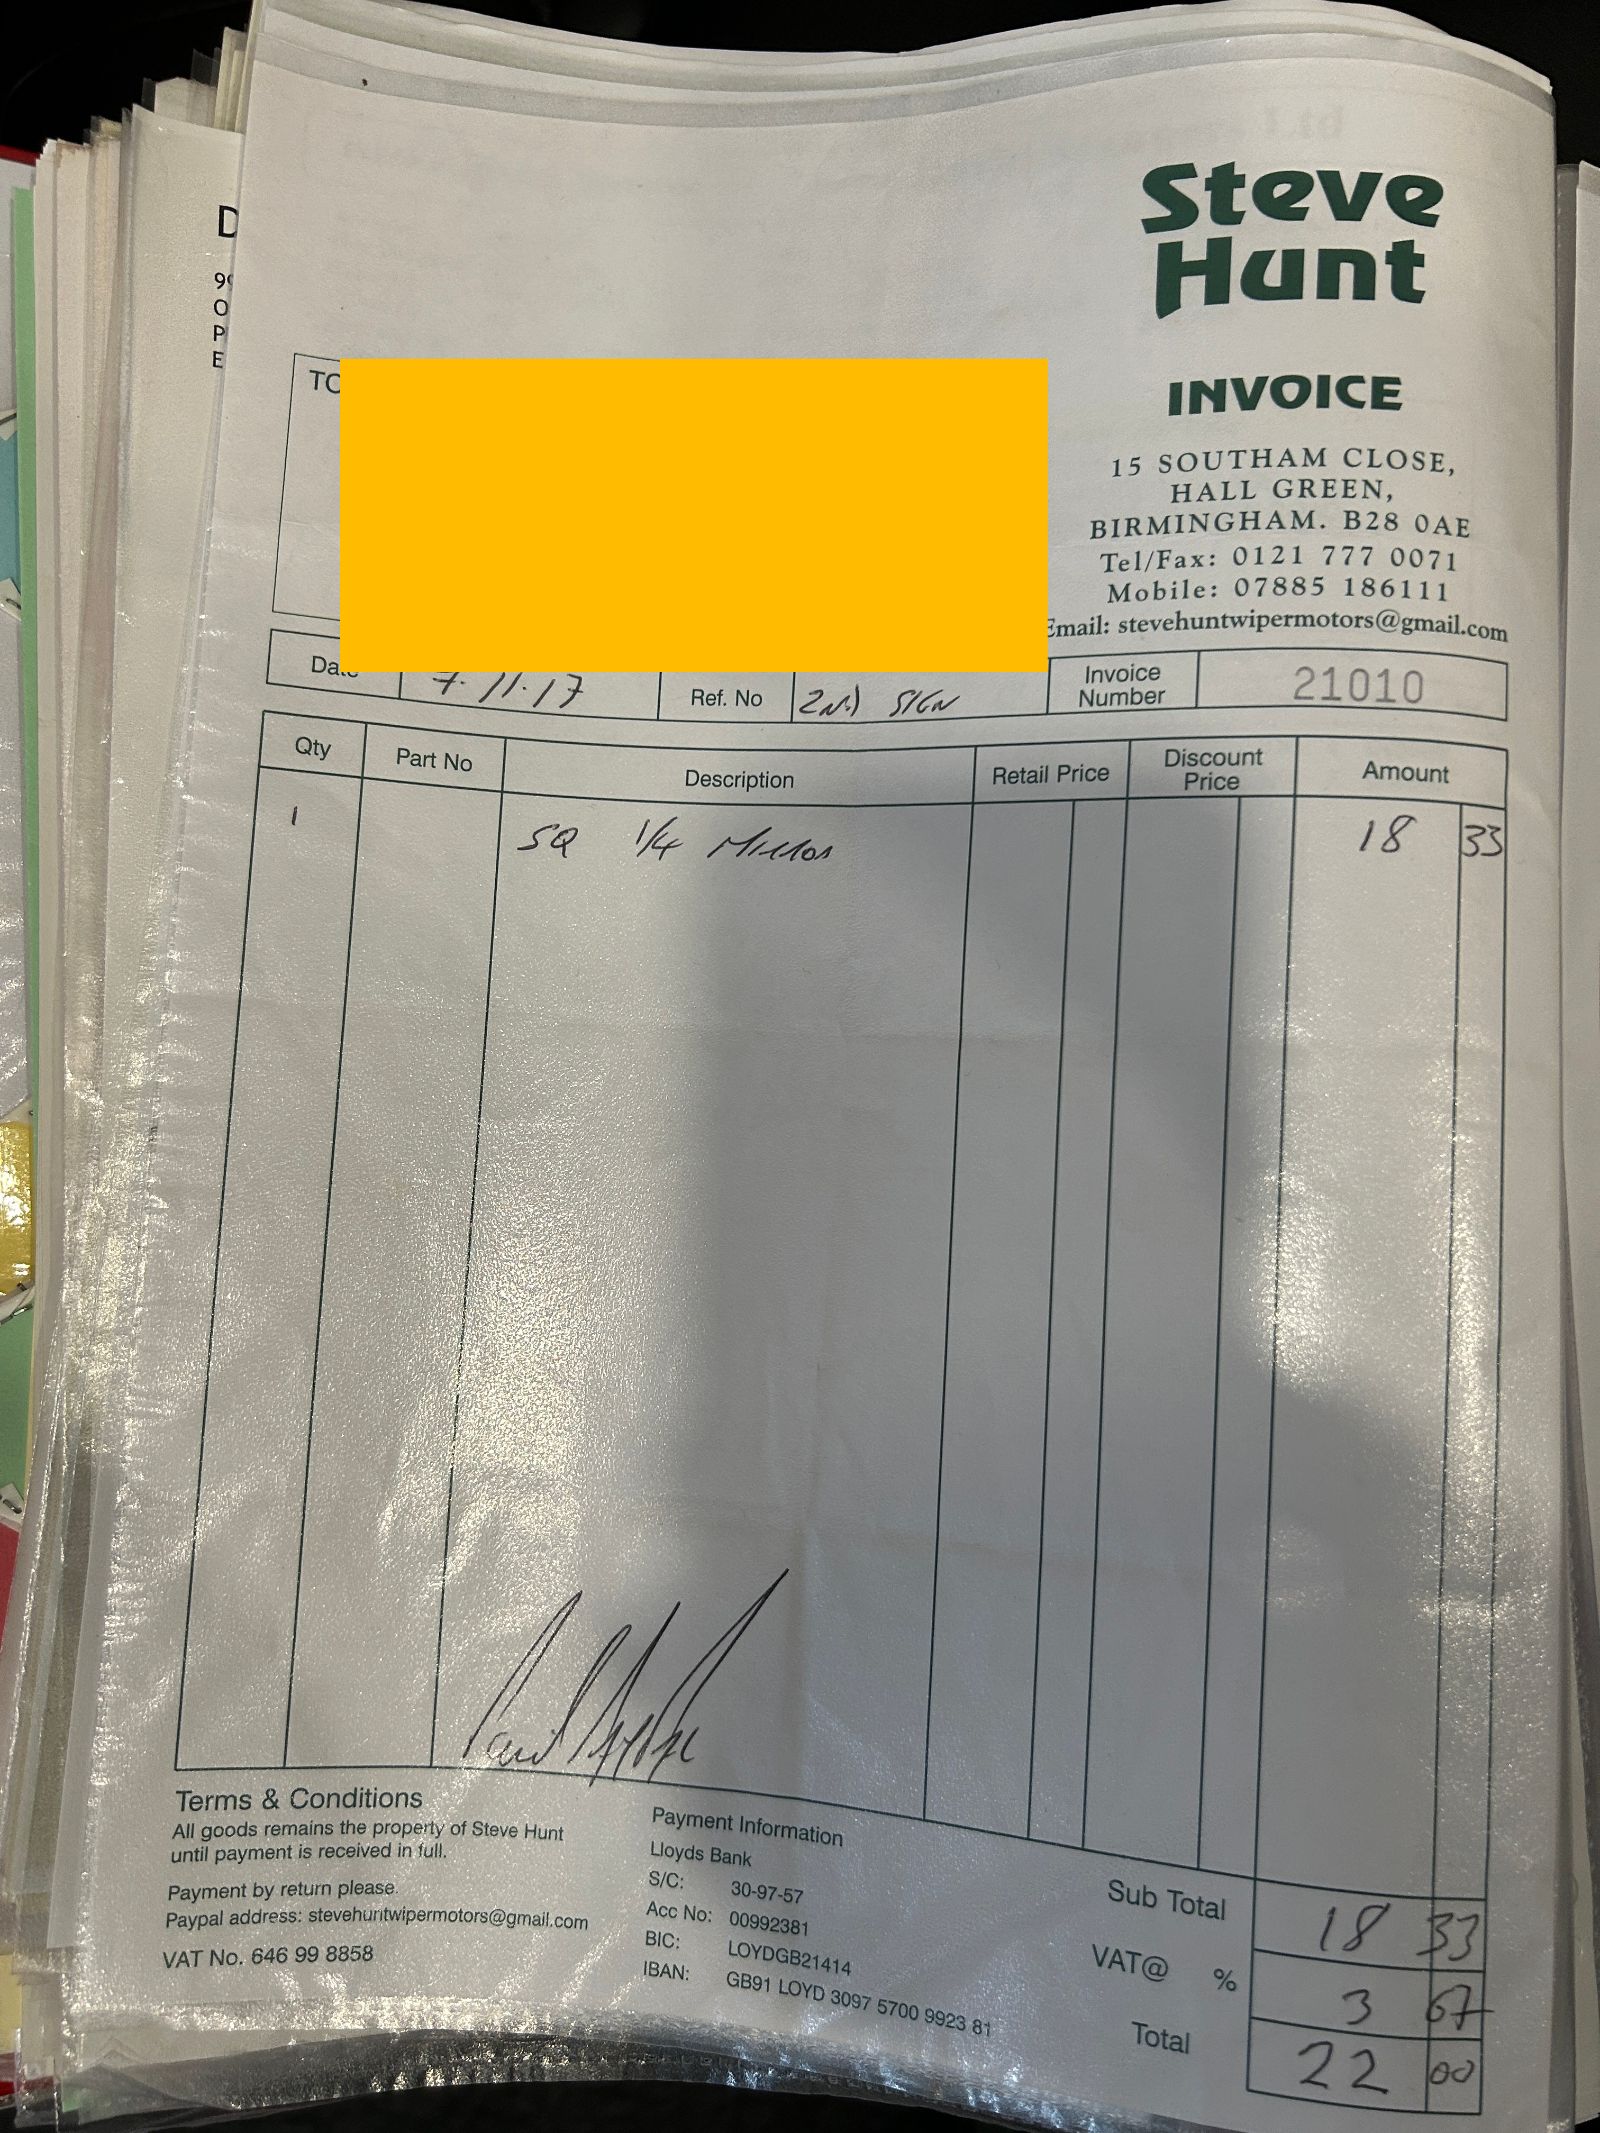 Steve
Hunt
INVOICE
15 SOUTHAM CLOSE,
HALL GREEN,
BIRMINGHAM. B28 0AE
Tel/Fax: 0121 777 0071
Mobile: 07885 186111
Email: stevehuntwipermotors@gmail.com
TO
Date 7.11.17 Ref. No 2ND SIGN Invoice Number 21010
Qty Part No Description Retail Price Discount Price Amount
1 SQ 1/4 Mirror 18 33
Terms & Conditions
All goods remains the property of Steve Hunt
until payment is received in full.
Payment by return please.
Paypal address: stevehuntwipermotors@gmail.com
VAT No. 646 99 8858
Payment Information
Lloyds Bank
S/C: 30-97-57
Acc No: 00992381
BIC: LOYDGB21414
IBAN: GB91 LOYD 3097 5700 9923 81
Sub Total 18 33
VAT@ % 3 67
Total 22 00